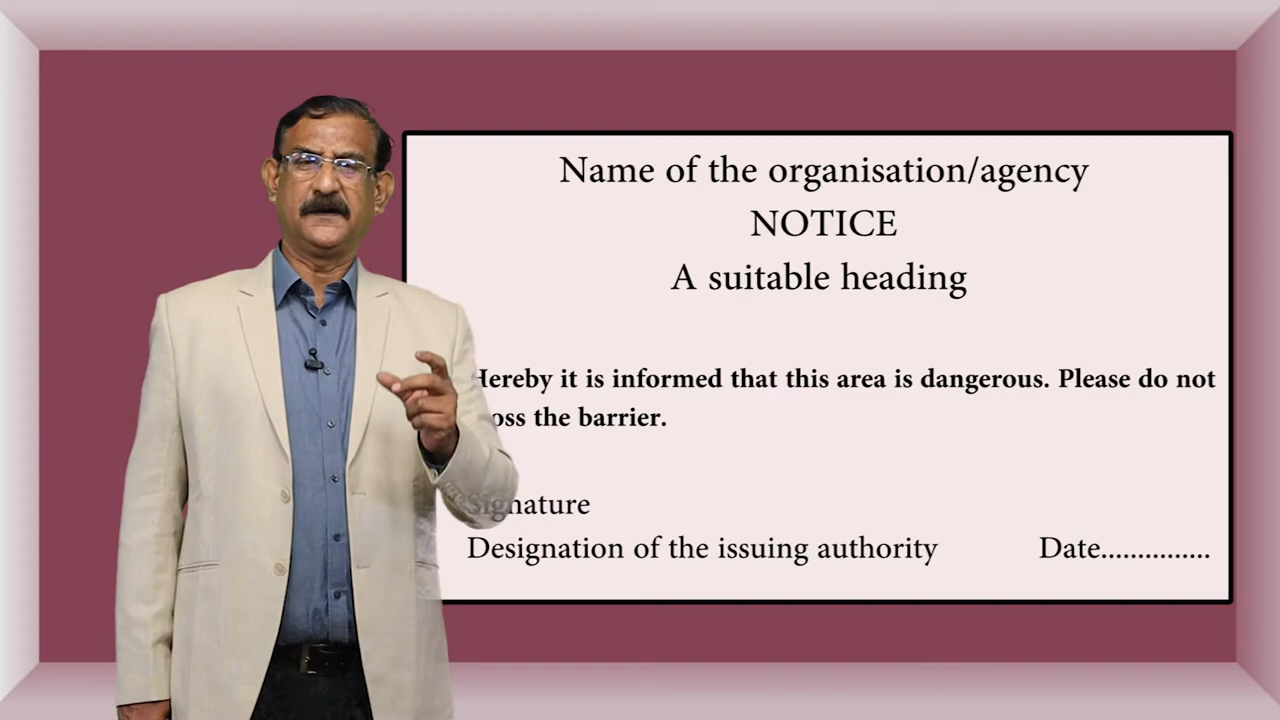 Name of the organisation/agency
NOTICE
A suitable heading
Hereby it is informed that this area is dangerous. Please do not
the barrier.
Signature
Designation of the issuing authority Date...............